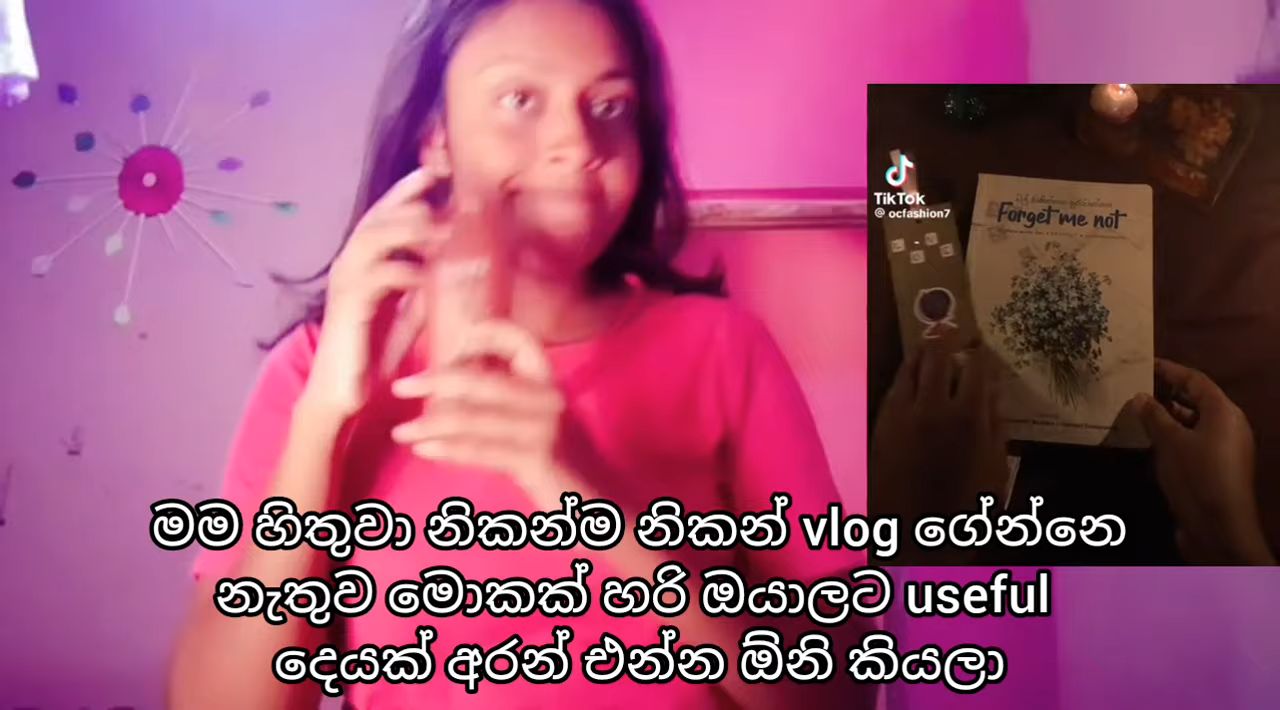 TikTok
@ ocfashion7
Forget me not
මම හිතුවා නිකන්ම නිකන් vlog ගේන්නෙ
නැතුව මොකක් හරි ඔයාලට useful
දෙයක් අරන් එන්න ඕනි කියලා